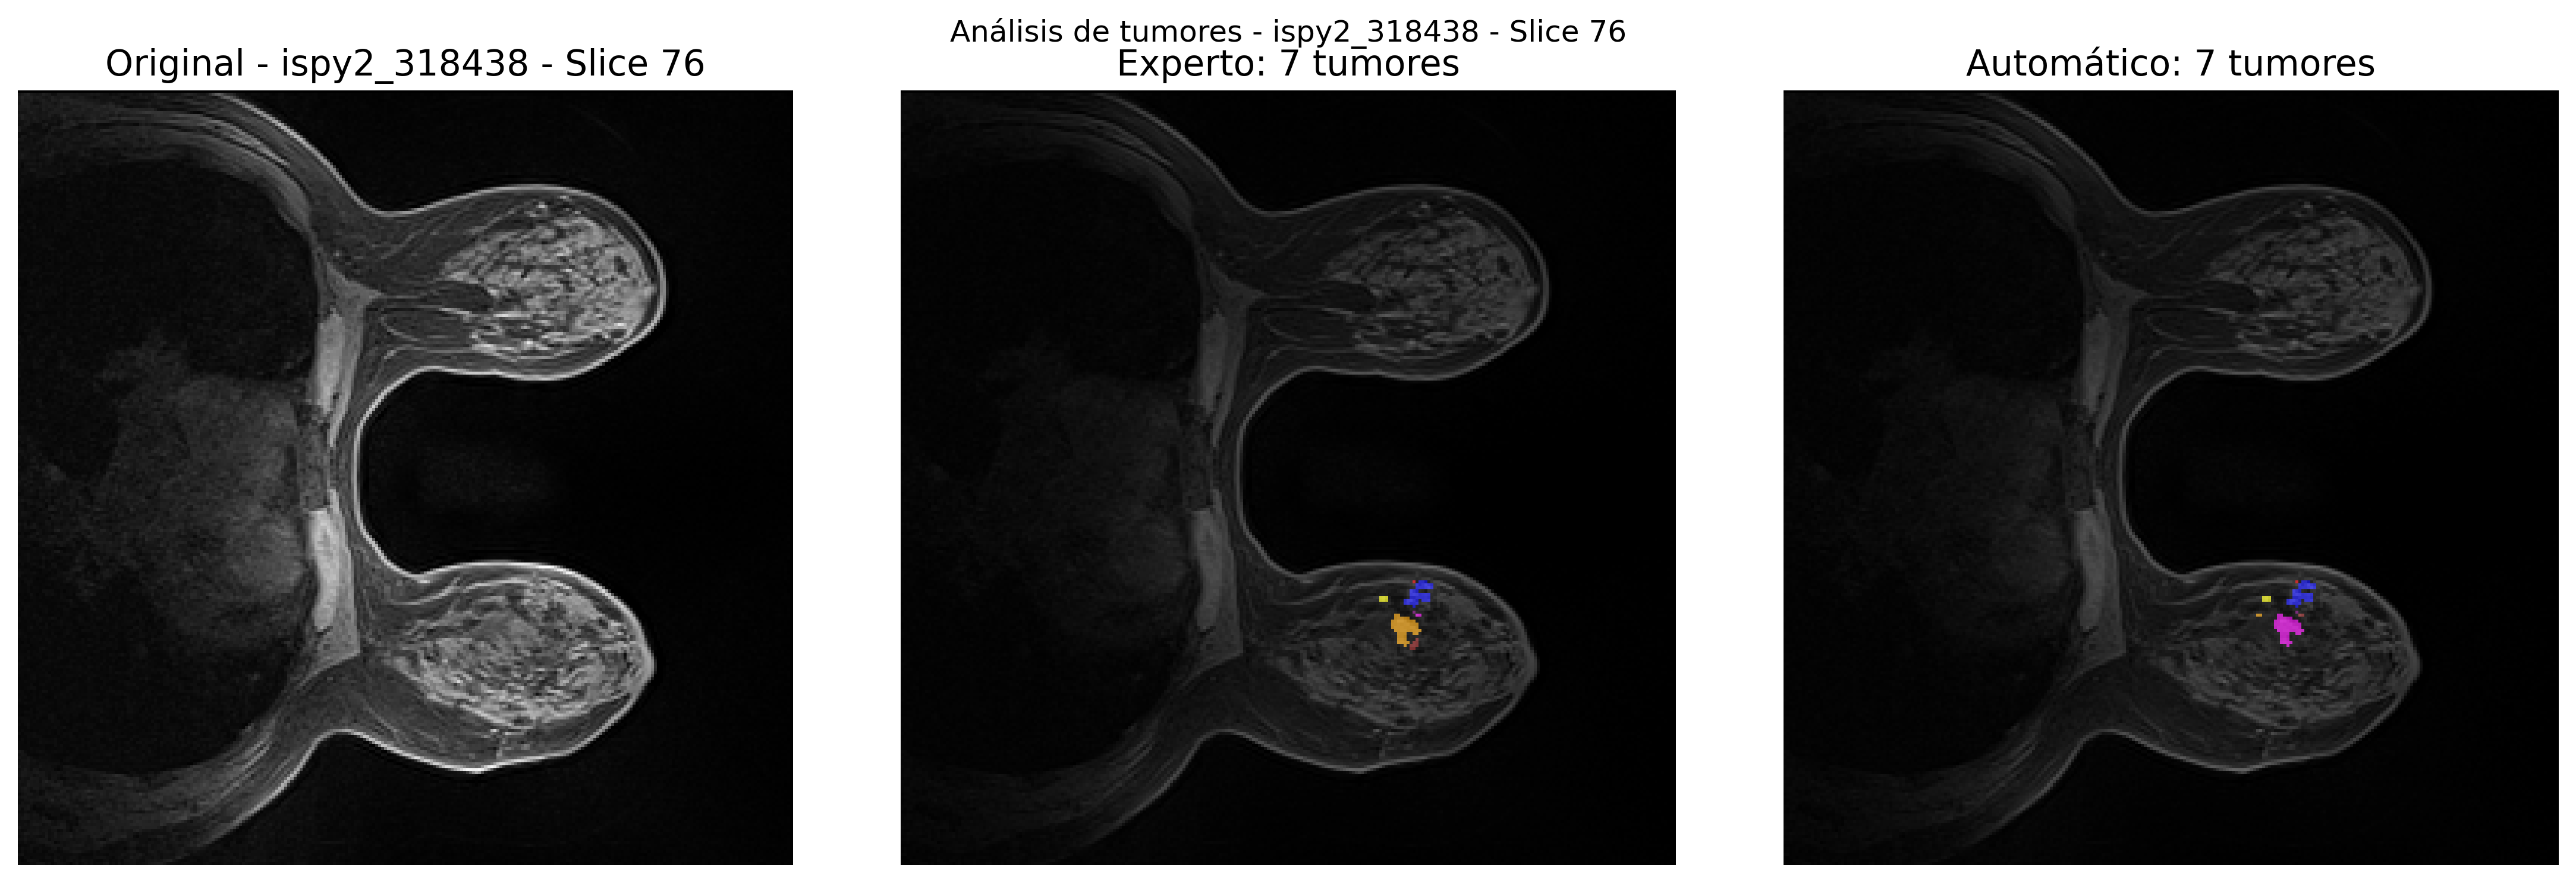 Análisis de tumores - ispy2_318438 - Slice 76
Original - ispy2_318438 - Slice 76
Experto: 7 tumores
Automático: 7 tumores